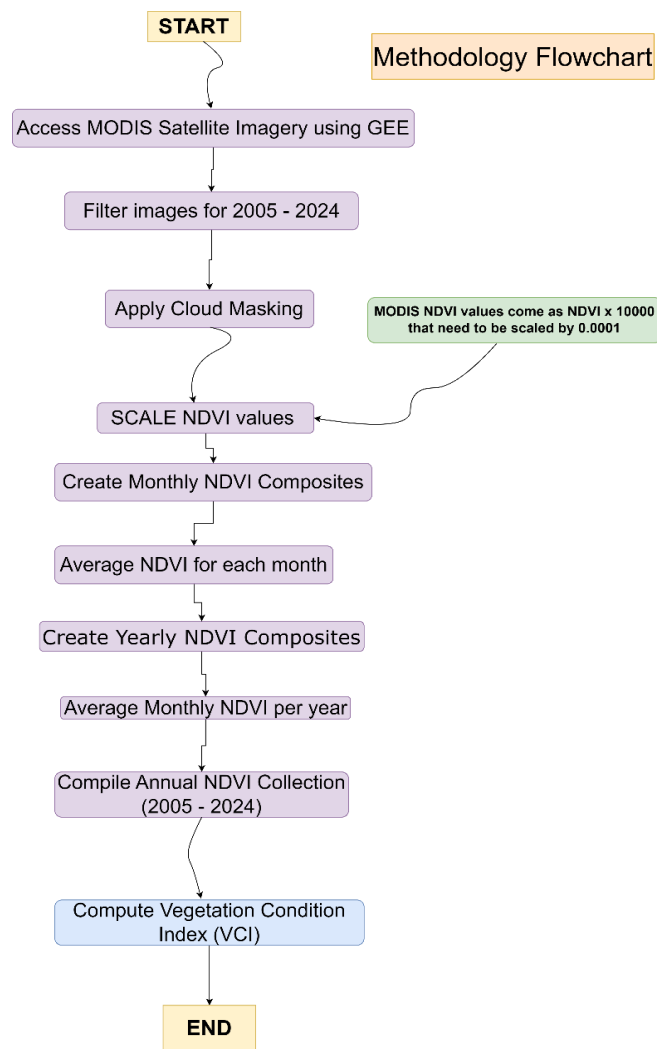 START
Methodology Flowchart
Access MODIS Satellite Imagery using GEE
Filter images for 2005 - 2024
Apply Cloud Masking
MODIS NDVI values come as NDVI x 10000
that need to be scaled by 0.0001
SCALE NDVI values
Create Monthly NDVI Composites
Average NDVI for each month
Create Yearly NDVI Composites
Average Monthly NDVI per year
Compile Annual NDVI Collection
(2005 - 2024)
Compute Vegetation Condition
Index (VCI)
END